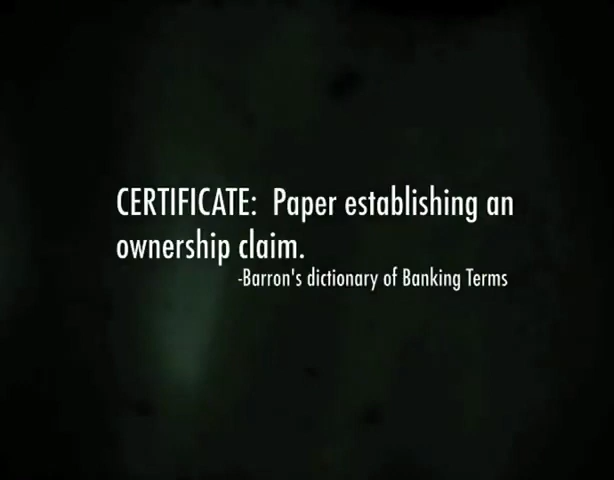 CERTIFICATE:  Paper establishing an
ownership claim.
-Barron's dictionary of Banking Terms